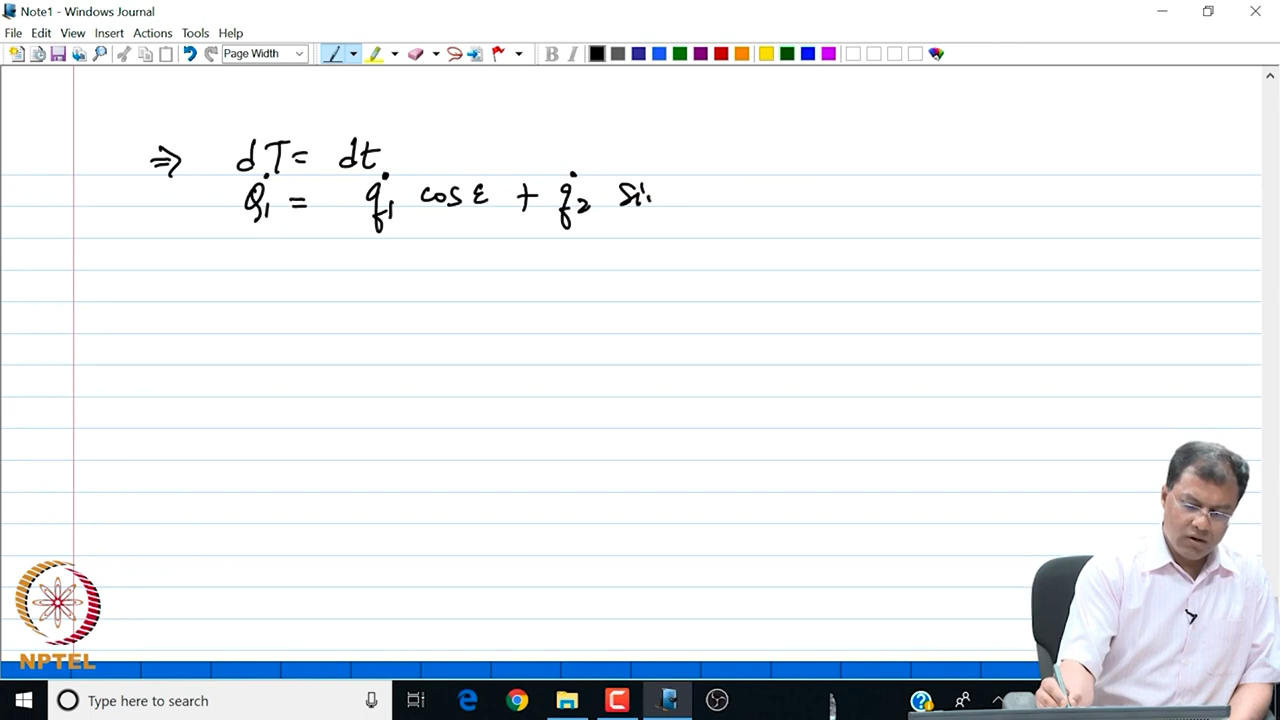 Note1 - Windows Journal
File Edit View Insert Actions Tools Help
Page Width B I
⇒ dT = dt
Q̇₁ = q̇₁ cos ε + q̇₂ si
NPTEL
Type here to search